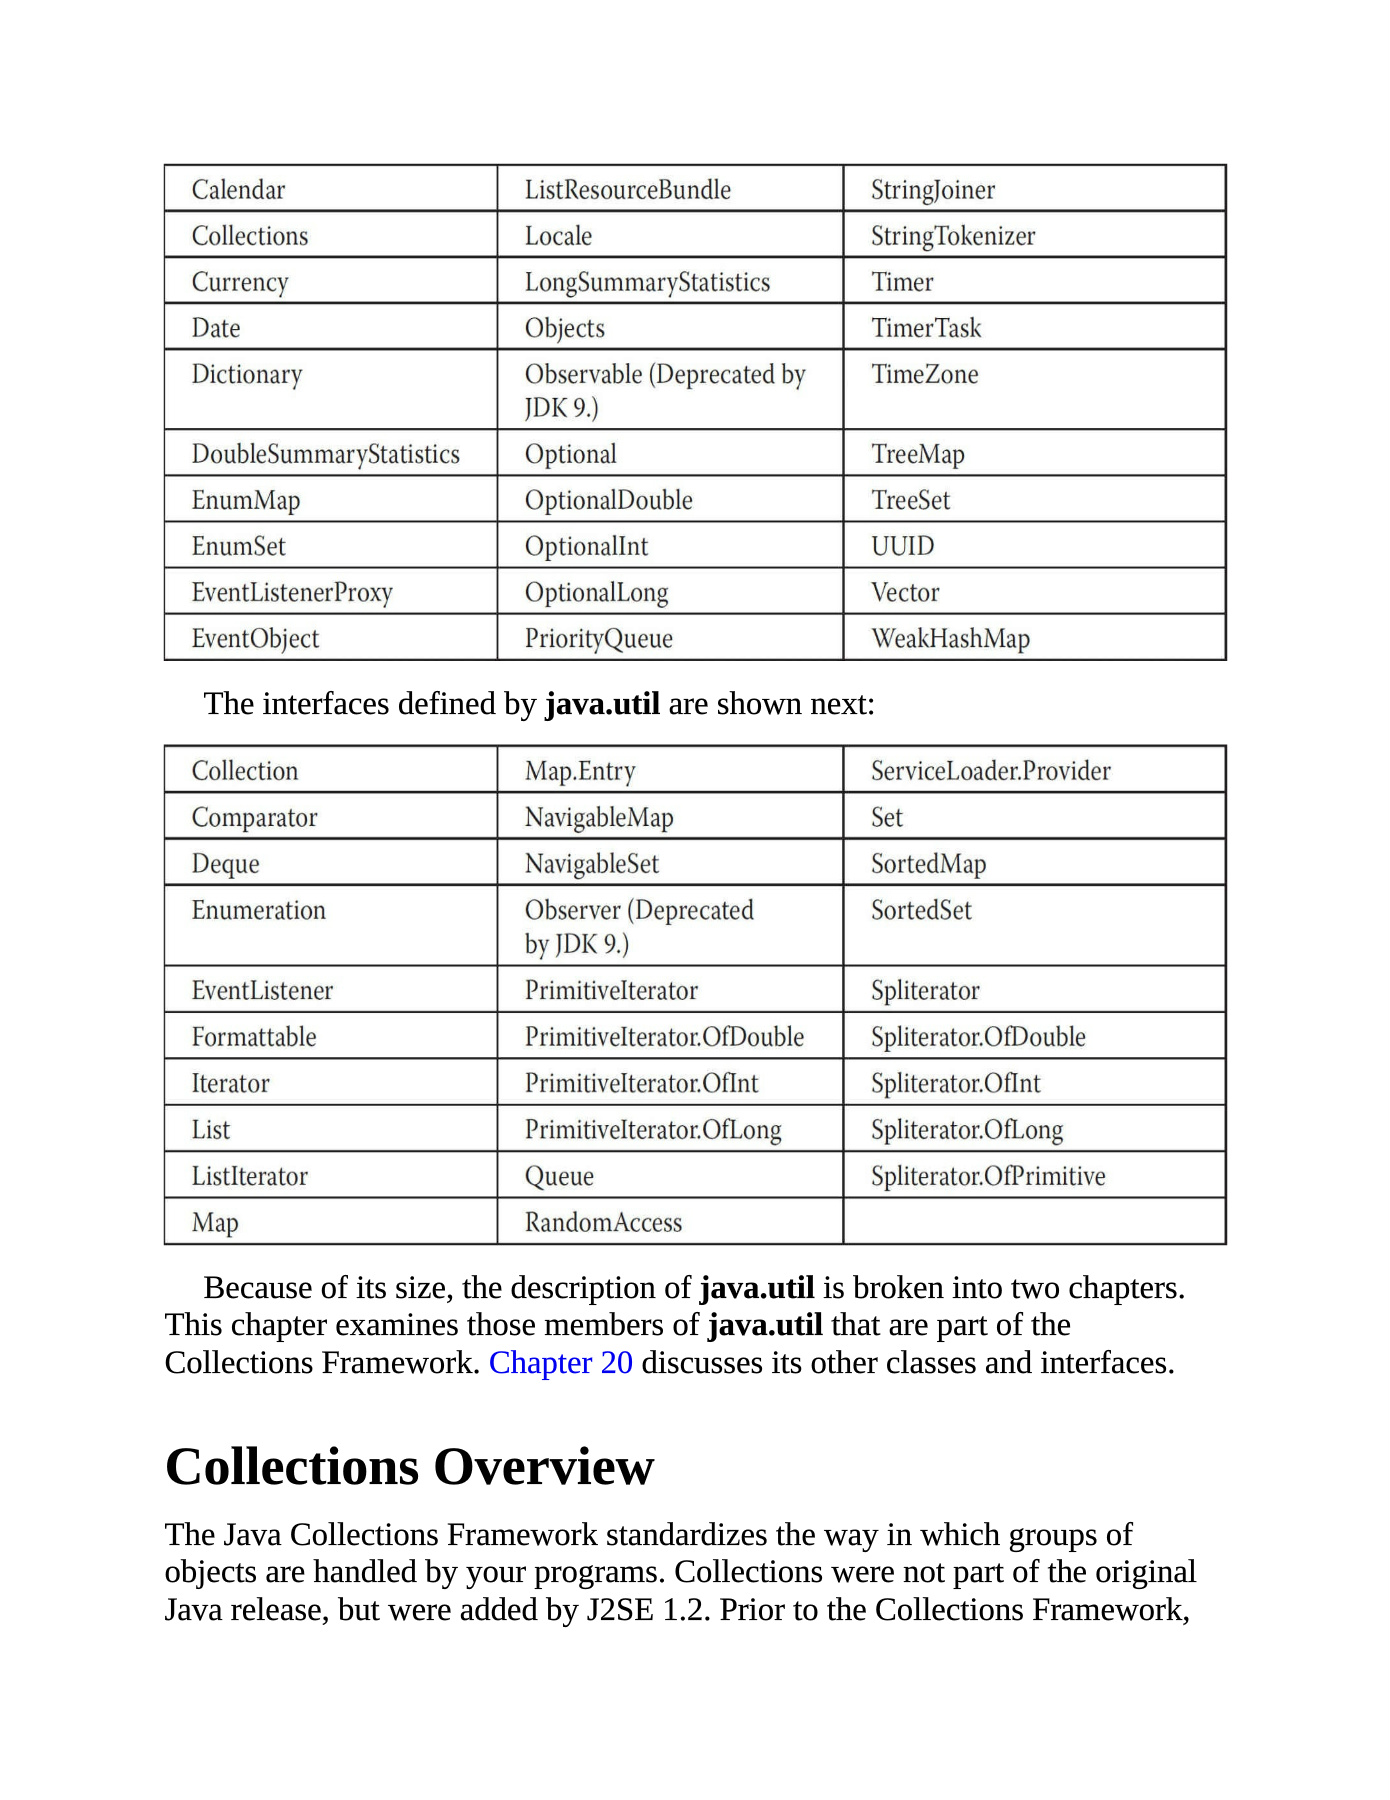 Calendar ListResourceBundle StringJoiner
Collections Locale StringTokenizer
Currency LongSummaryStatistics Timer
Date Objects TimerTask
Dictionary Observable (Deprecated by TimeZone
JDK 9.)
DoubleSummaryStatistics Optional TreeMap
EnumMap OptionalDouble TreeSet
EnumSet OptionalInt UUID
EventListenerProxy OptionalLong Vector
EventObject PriorityQueue WeakHashMap
The interfaces defined by java.util are shown next:
Collection Map.Entry ServiceLoader.Provider
Comparator NavigableMap Set
Deque NavigableSet SortedMap
Enumeration Observer (Deprecated SortedSet
by JDK 9.)
EventListener PrimitiveIterator Spliterator
Formattable PrimitiveIterator.OfDouble Spliterator.OfDouble
Iterator PrimitiveIterator.OfInt Spliterator.OfInt
List PrimitiveIterator.OfLong Spliterator.OfLong
ListIterator Queue Spliterator.OfPrimitive
Map RandomAccess
Because of its size, the description of java.util is broken into two chapters.
This chapter examines those members of java.util that are part of the
Collections Framework. Chapter 20 discusses its other classes and interfaces.
Collections Overview
The Java Collections Framework standardizes the way in which groups of
objects are handled by your programs. Collections were not part of the original
Java release, but were added by J2SE 1.2. Prior to the Collections Framework,